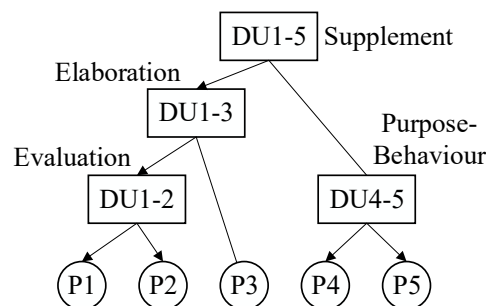 DU1-5 Supplement
Elaboration
DU1-3
Purpose-
Behaviour
Evaluation
DU1-2
DU4-5
P1 P2 P3 P4 P5